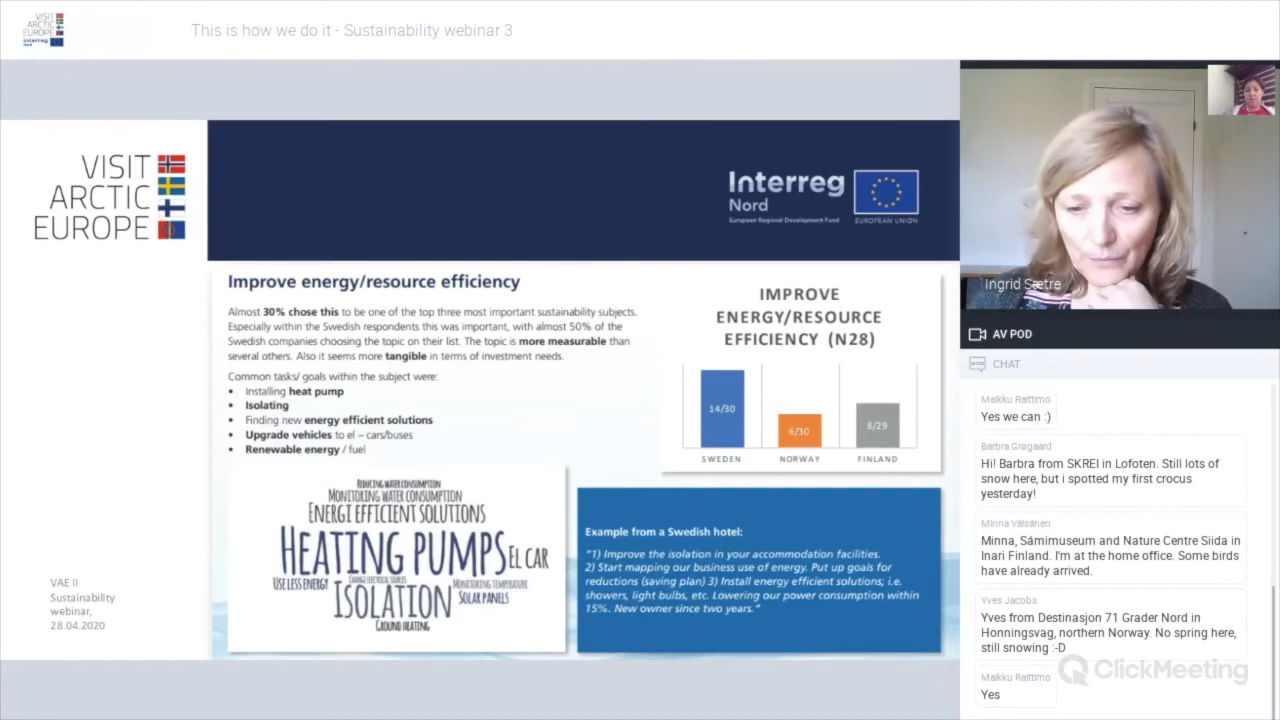 VISIT
ARCTIC
EUROPE
Interreg
Nord
This is how we do it - Sustainability webinar 3
VISIT
ARCTIC
EUROPE
Interreg
Nord
European Regional Development Fund
EUROPEAN UNION
Improve energy/resource efficiency
Almost 30% chose this to be one of the top three most important sustainability subjects.
Especially within the Swedish respondents this was important, with almost 50% of the
Swedish companies choosing the topic on their list. The topic is more measurable than
several others. Also it seems more tangible in terms of investment needs.
Common tasks/ goals within the subject were:
• Installing heat pump
• Isolating
• Finding new energy efficient solutions
• Upgrade vehicles to el – cars/buses
• Renewable energy / fuel
IMPROVE
ENERGY/RESOURCE
EFFICIENCY (N28)
14/30
6/30
8/29
SWEDEN
NORWAY
FINLAND
REDUCING WATER CONSUMPTION
MONITORING WATER CONSUMPTION
ENERGI EFFICIENT SOLUTIONS
HEATING PUMPS
EL CAR
USE LESS ENERGY
CHANGE ELECTRICAL SOURCES
MONITORING TEMPERATURE
ISOLATION
SOLAR PANELS
GROUND HEATING
Example from a Swedish hotel:
"1) Improve the isolation in your accommodation facilities.
2) Start mapping our business use of energy. Put up goals for
reductions (saving plan) 3) Install energy efficient solutions; i.e.
showers, light bulbs, etc. Lowering our power consumption within
15%. New owner since two years."
VAE II
Sustainability
webinar,
28.04.2020
Ingrid Sætre
AV POD
CHAT
Maikku Raittimo
Yes we can :)
Barbra Grøgaard
Hi! Barbra from SKREI in Lofoten. Still lots of
snow here, but i spotted my first crocus
yesterday!
Minna Väisänen
Minna, Sámimuseum and Nature Centre Siida in
Inari Finland. I'm at the home office. Some birds
have already arrived.
Yves Jacobs
Yves from Destinasjon 71 Grader Nord in
Honningsvag, northern Norway. No spring here,
still snowing :-D
Maikku Raittimo
Yes
ClickMeeting